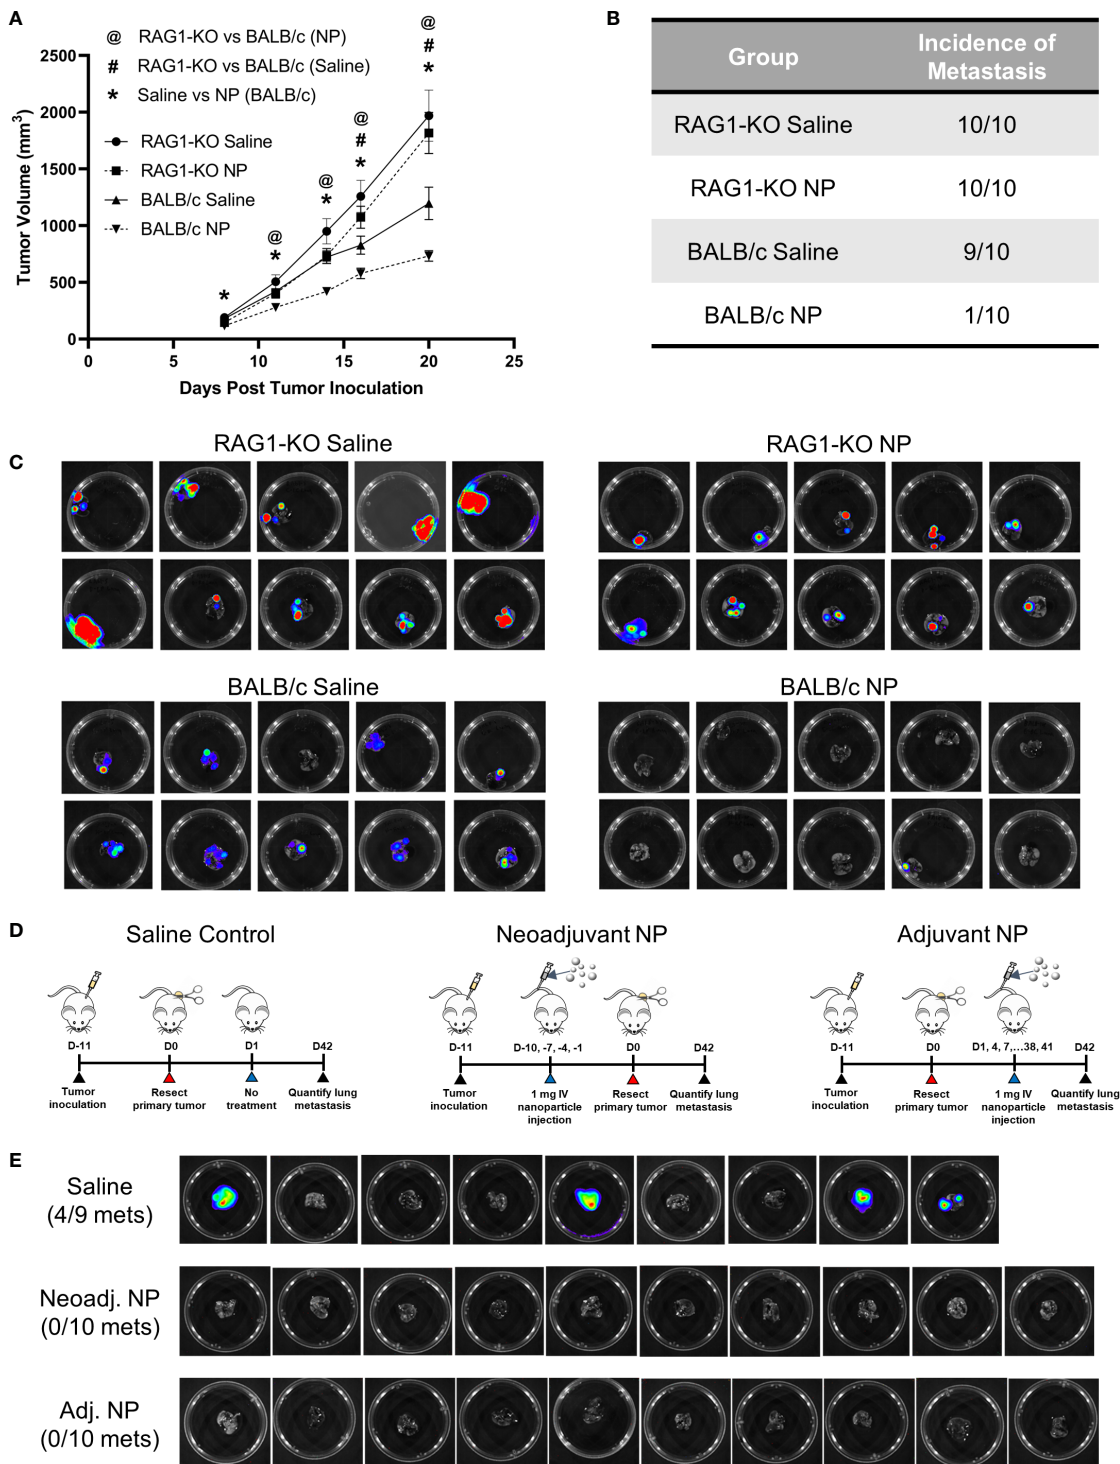 A
@ RAG1-KO vs BALB/c (NP)
# RAG1-KO vs BALB/c (Saline)
* Saline vs NP (BALB/c)
RAG1-KO Saline
RAG1-KO NP
BALB/c Saline
BALB/c NP
Tumor Volume (mm³)
2500
2000
1500
1000
500
0
*
@
*
@
*
@
#
*
@
#
*
0 5 10 15 20 25
Days Post Tumor Inoculation
B
Group Incidence of Metastasis
RAG1-KO Saline 10/10
RAG1-KO NP 10/10
BALB/c Saline 9/10
BALB/c NP 1/10
C
RAG1-KO Saline
RAG1-KO NP
BALB/c Saline
BALB/c NP
D
Saline Control
D-11 D0 D1 D42
Tumor inoculation
Resect primary tumor
No treatment
Quantify lung metastasis
Neoadjuvant NP
D-11 D-10, -7, -4, -1 D0 D42
Tumor inoculation
1 mg IV nanoparticle injection
Resect primary tumor
Quantify lung metastasis
Adjuvant NP
D-11 D0 D1, 4, 7,...38, 41 D42
Tumor inoculation
Resect primary tumor
1 mg IV nanoparticle injection
Quantify lung metastasis
E
Saline
(4/9 mets)
Neoadj. NP
(0/10 mets)
Adj. NP
(0/10 mets)